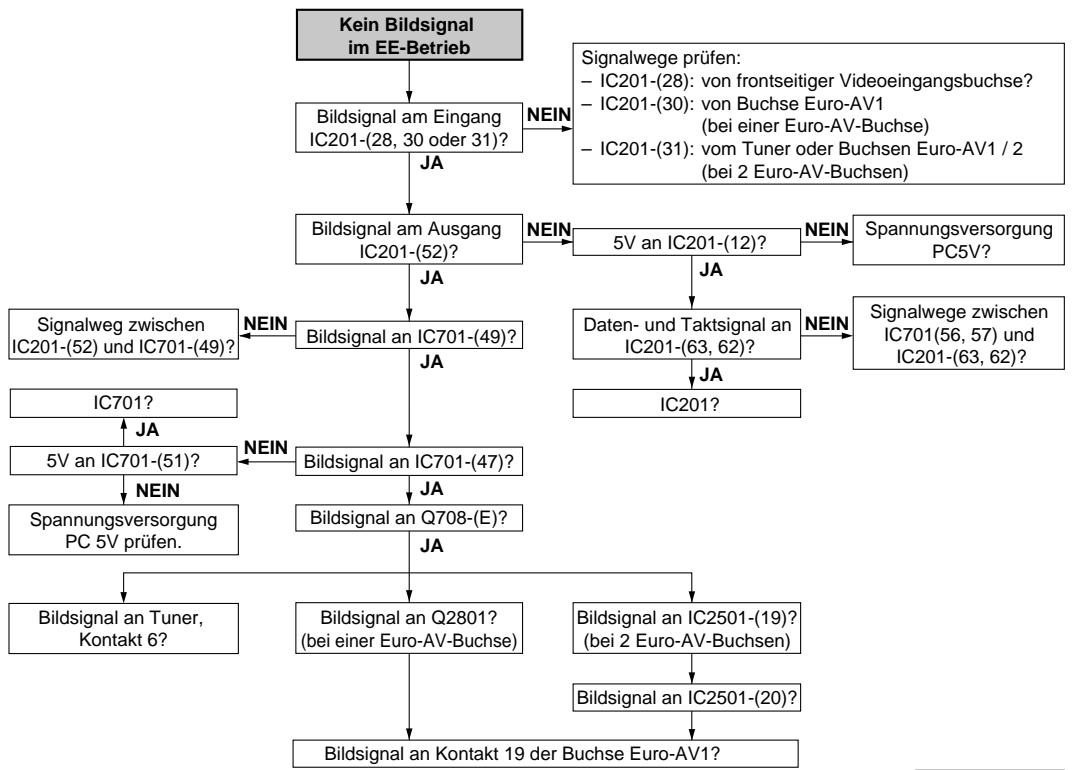 Kein Bildsignal
im EE-Betrieb
Signalwege prüfen:
– IC201-(28): von frontseitiger Videoeingangsbuchse?
– IC201-(30): von Buchse Euro-AV1
(bei einer Euro-AV-Buchse)
– IC201-(31): vom Tuner oder Buchsen Euro-AV1 / 2
(bei 2 Euro-AV-Buchsen)
Bildsignal am Eingang
IC201-(28, 30 oder 31)?
NEIN
JA
Bildsignal am Ausgang
IC201-(52)?
NEIN
5V an IC201-(12)?
NEIN
Spannungsversorgung
PC5V?
JA
JA
Signalweg zwischen
IC201-(52) und IC701-(49)?
NEIN
Bildsignal an IC701-(49)?
Daten- und Taktsignal an
IC201-(63, 62)?
NEIN
Signalwege zwischen
IC701(56, 57) und
IC201-(63, 62)?
JA
JA
IC701?
IC201?
JA
5V an IC701-(51)?
NEIN
Bildsignal an IC701-(47)?
NEIN
JA
Spannungsversorgung
PC 5V prüfen.
Bildsignal an Q708-(E)?
JA
Bildsignal an Tuner,
Kontakt 6?
Bildsignal an Q2801?
(bei einer Euro-AV-Buchse)
Bildsignal an IC2501-(19)?
(bei 2 Euro-AV-Buchsen)
Bildsignal an IC2501-(20)?
Bildsignal an Kontakt 19 der Buchse Euro-AV1?